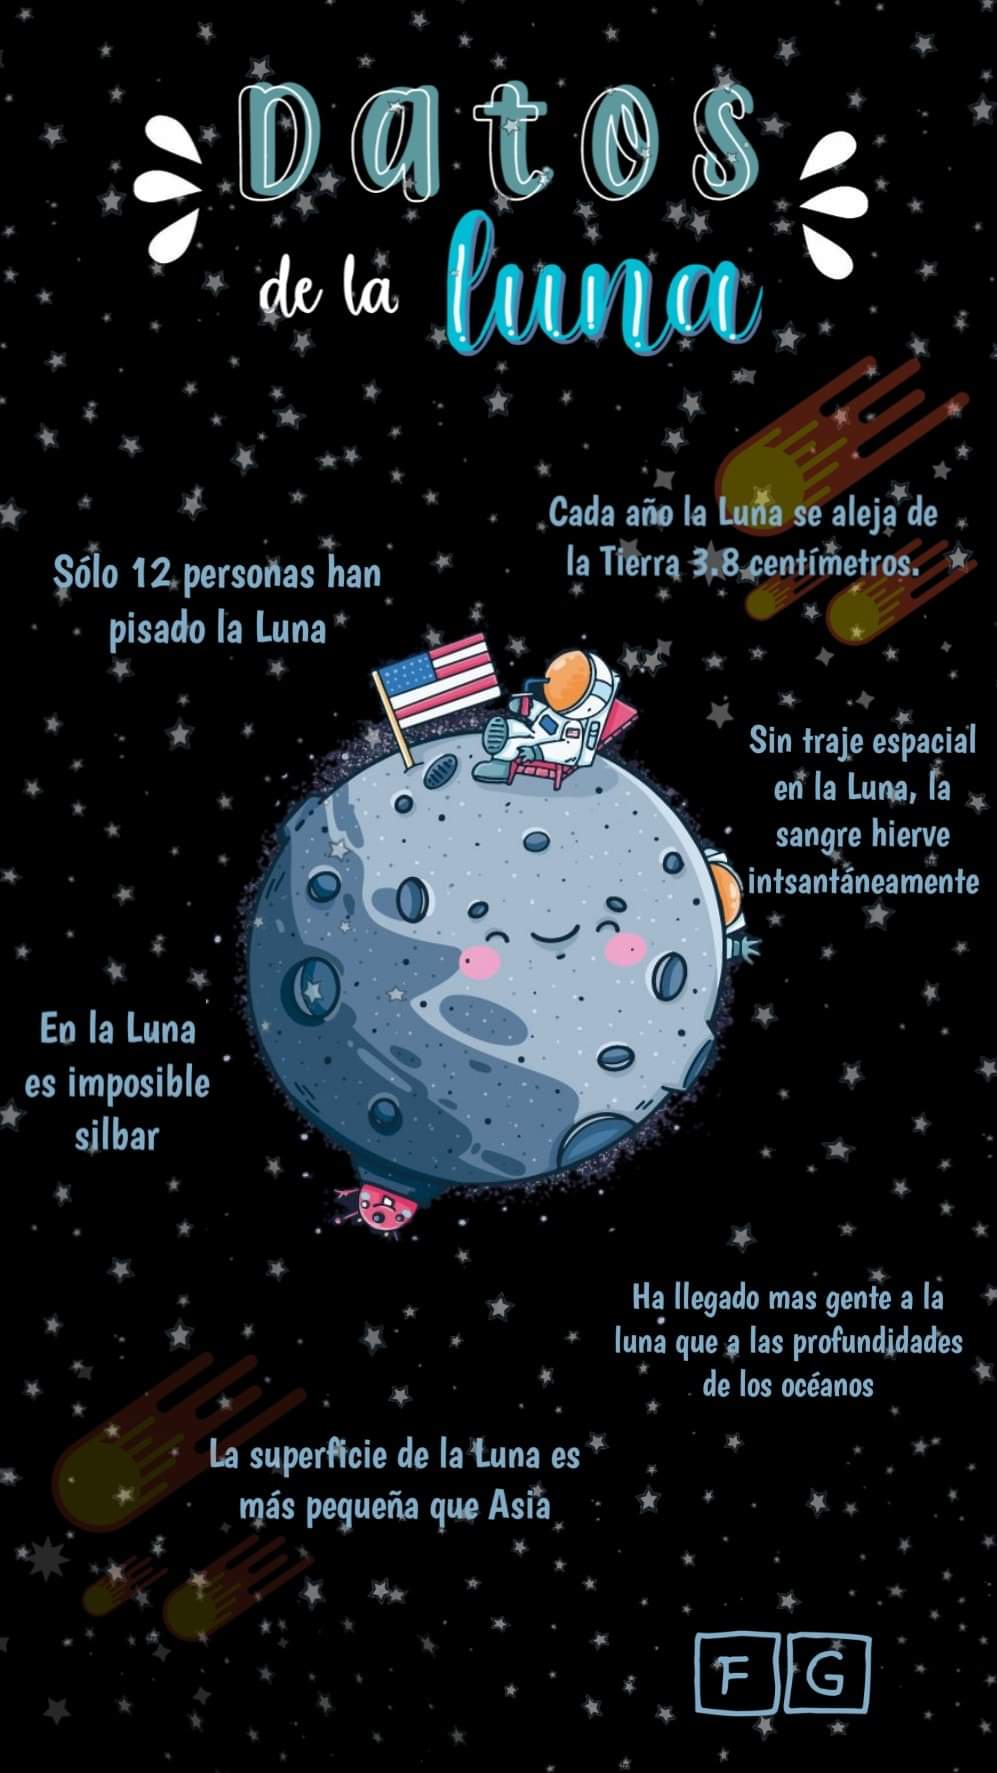 Datos
de la luna
Cada año la Luna se aleja de
la Tierra 3.8 centímetros.
Sólo 12 personas han
pisado la Luna
Sin traje espacial
en la Luna, la
sangre hierve
intsantáneamente
En la Luna
es imposible
silbar
Ha llegado mas gente a la
luna que a las profundidades
de los océanos
La superficie de la Luna es
más pequeña que Asia
F G